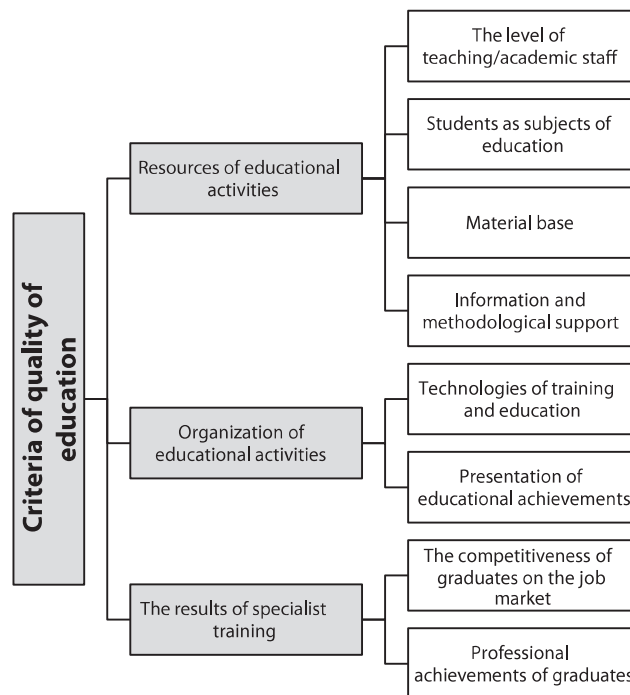 Criteria of quality of
education
Resources of educational
activities
The level of
teaching/academic staff
Students as subjects of
education
Material base
Information and
methodological support
Organization of
educational activities
Technologies of training
and education
Presentation of
educational achievements
The results of specialist
training
The competitiveness of
graduates on the job
market
Professional
achievements of graduates